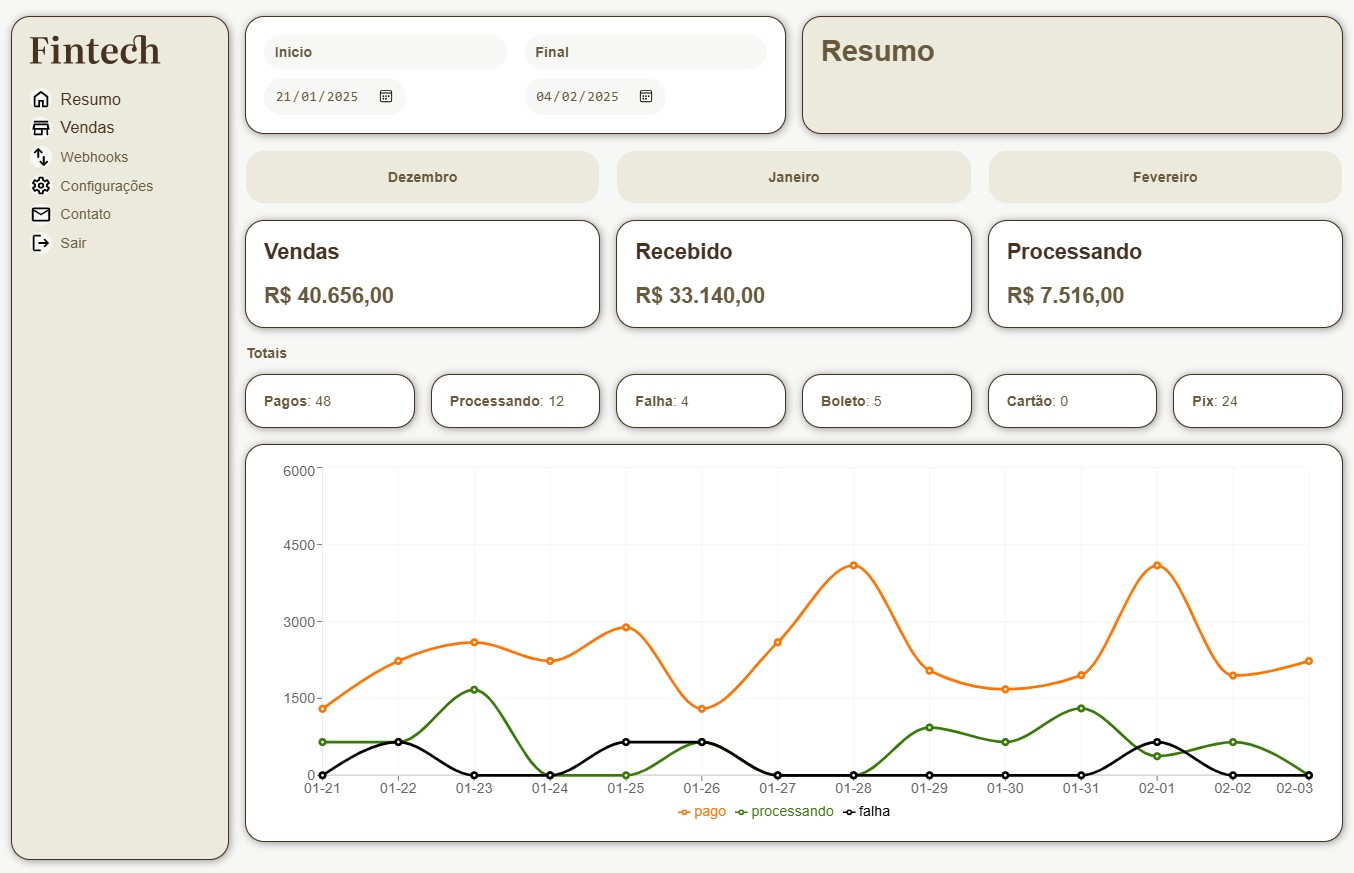 Fintech
Resumo
Vendas
Webhooks
Configurações
Contato
Sair
Inicio
Final
21/01/2025
04/02/2025
Resumo
Dezembro
Janeiro
Fevereiro
Vendas
R$ 40.656,00
Recebido
R$ 33.140,00
Processando
R$ 7.516,00
Totais
Pagos: 48
Processando: 12
Falha: 4
Boleto: 5
Cartão: 0
Pix: 24
6000
4500
3000
1500
0
01-21 01-22 01-23 01-24 01-25 01-26 01-27 01-28 01-29 01-30 01-31 02-01 02-02 02-03
pago processando falha